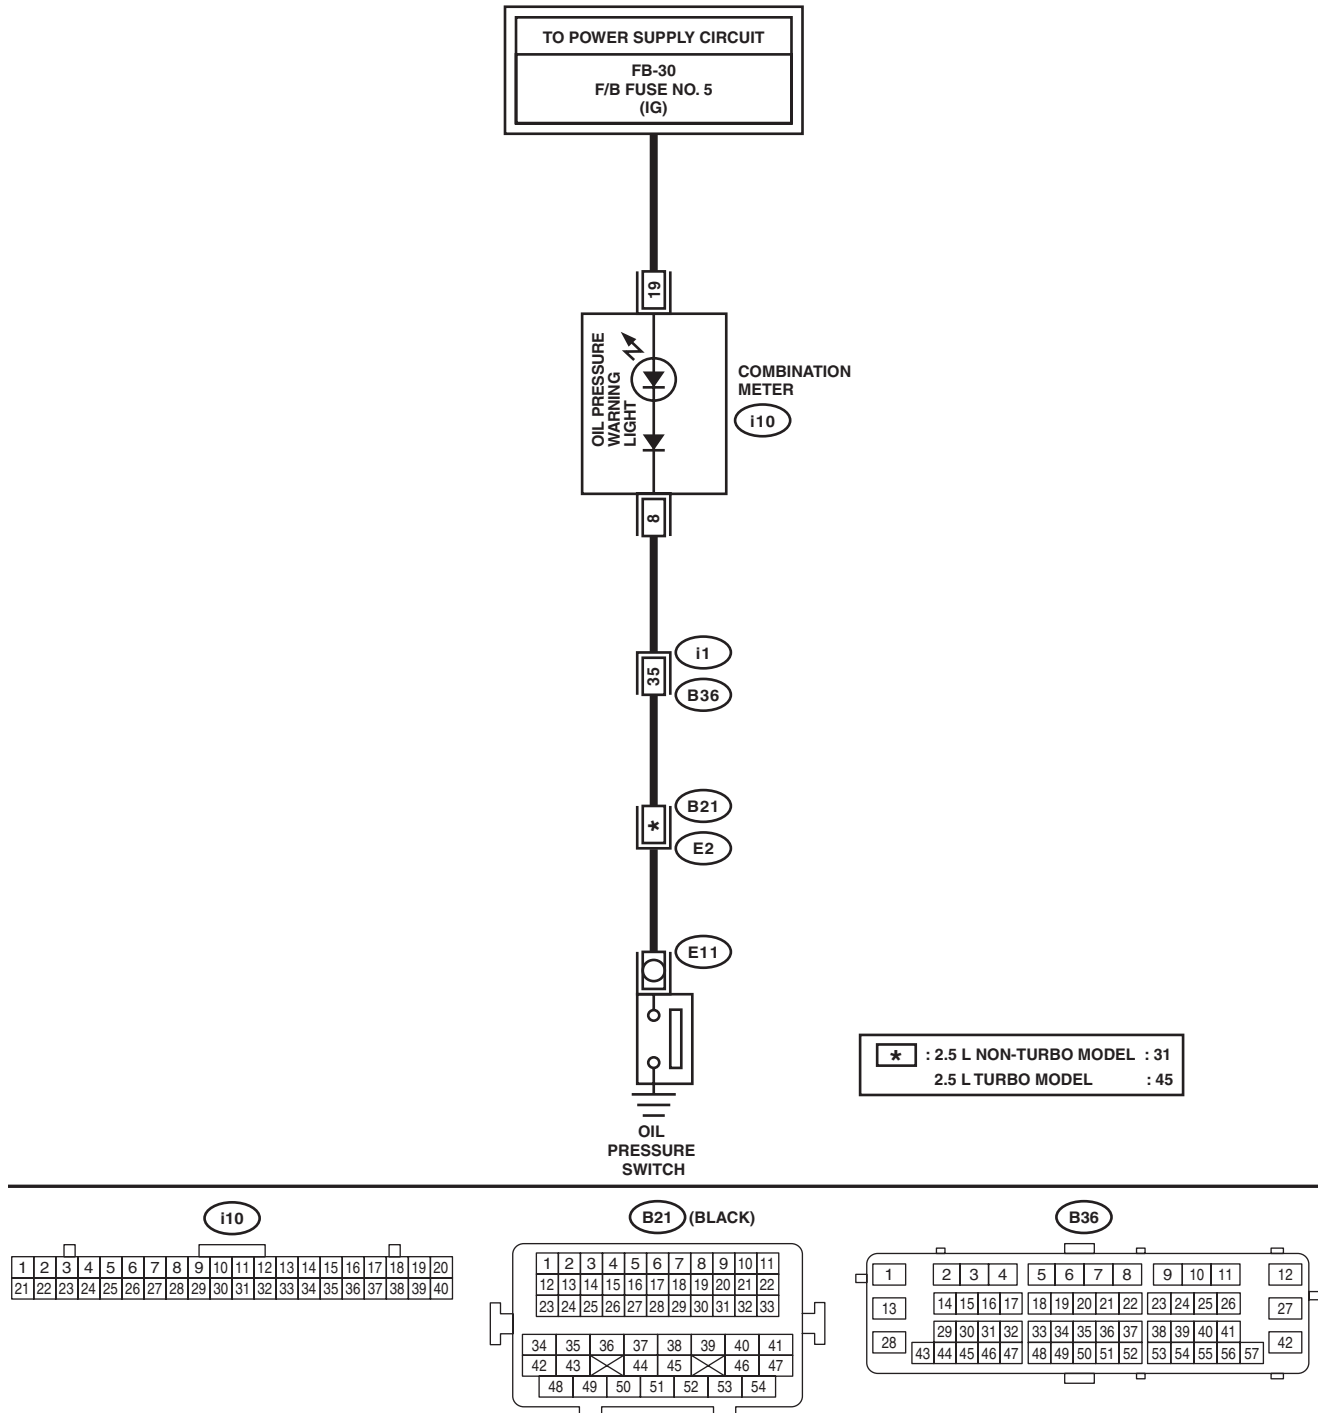 TO POWER SUPPLY CIRCUIT
FB-30
F/B FUSE NO. 5
(IG)
19
OIL PRESSURE
WARNING
LIGHT
COMBINATION
METER
i10
8
i1
35
B36
B21
*
E2
E11
* : 2.5 L NON-TURBO MODEL : 31
2.5 L TURBO MODEL : 45
OIL
PRESSURE
SWITCH
i10
1 2 3 4 5 6 7 8 9 10 11 12 13 14 15 16 17 18 19 20
21 22 23 24 25 26 27 28 29 30 31 32 33 34 35 36 37 38 39 40
B21 (BLACK)
1 2 3 4 5 6 7 8 9 10 11
12 13 14 15 16 17 18 19 20 21 22
23 24 25 26 27 28 29 30 31 32 33
34 35 36 37 38 39 40 41
42 43 44 45 46 47
48 49 50 51 52 53 54
B36
1 2 3 4 5 6 7 8 9 10 11 12
13 14 15 16 17 18 19 20 21 22 23 24 25 26 27
28 29 30 31 32 33 34 35 36 37 38 39 40 41 42
43 44 45 46 47 48 49 50 51 52 53 54 55 56 57